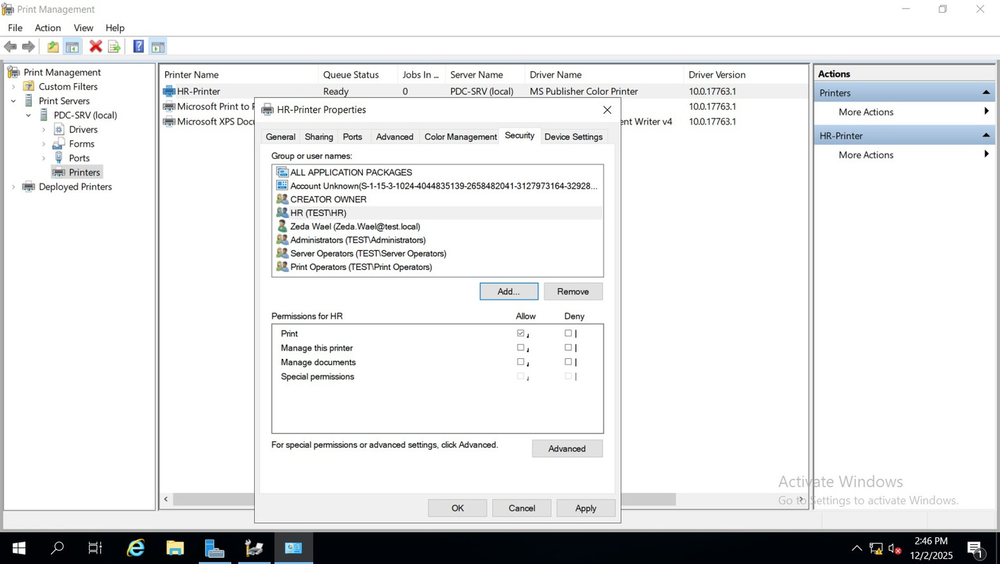 Print Management
File Action View Help
Print Management
Custom Filters
Print Servers
PDC-SRV (local)
Drivers
Forms
Ports
Printers
Deployed Printers
Printer Name Queue Status Jobs In ... Server Name Driver Name Driver Version
HR-Printer Ready 0 PDC-SRV (local) MS Publisher Color Printer 10.0.17763.1
Microsoft Print to 10.0.17763.1
Microsoft XPS Docu ent Writer v4 10.0.17763.1
HR-Printer Properties
General Sharing Ports Advanced Color Management Security Device Settings
Group or user names:
ALL APPLICATION PACKAGES
Account Unknown(S-1-15-3-1024-4044835139-2658482041-3127973164-32928...
CREATOR OWNER
HR (TEST\HR)
Zeda Wael (Zeda.Wael@test.local)
Administrators (TEST\Administrators)
Server Operators (TEST\Server Operators)
Print Operators (TEST\Print Operators)
Add... Remove
Permissions for HR Allow Deny
Print
Manage this printer
Manage documents
Special permissions
For special permissions or advanced settings, click Advanced.
Advanced
OK Cancel Apply
Actions
Printers
More Actions
HR-Printer
More Actions
Activate Windows
Go to Settings to activate Windows.
2:46 PM
12/2/2025
1